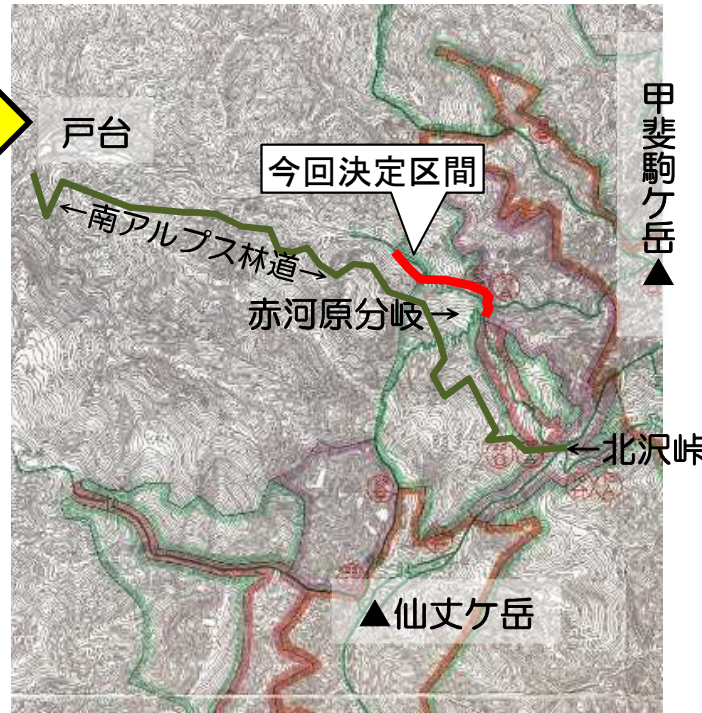 戸台
今回決定区間
甲斐駒ケ岳▲
←南アルプス林道→
赤河原分岐→
←北沢峠
▲仙丈ケ岳